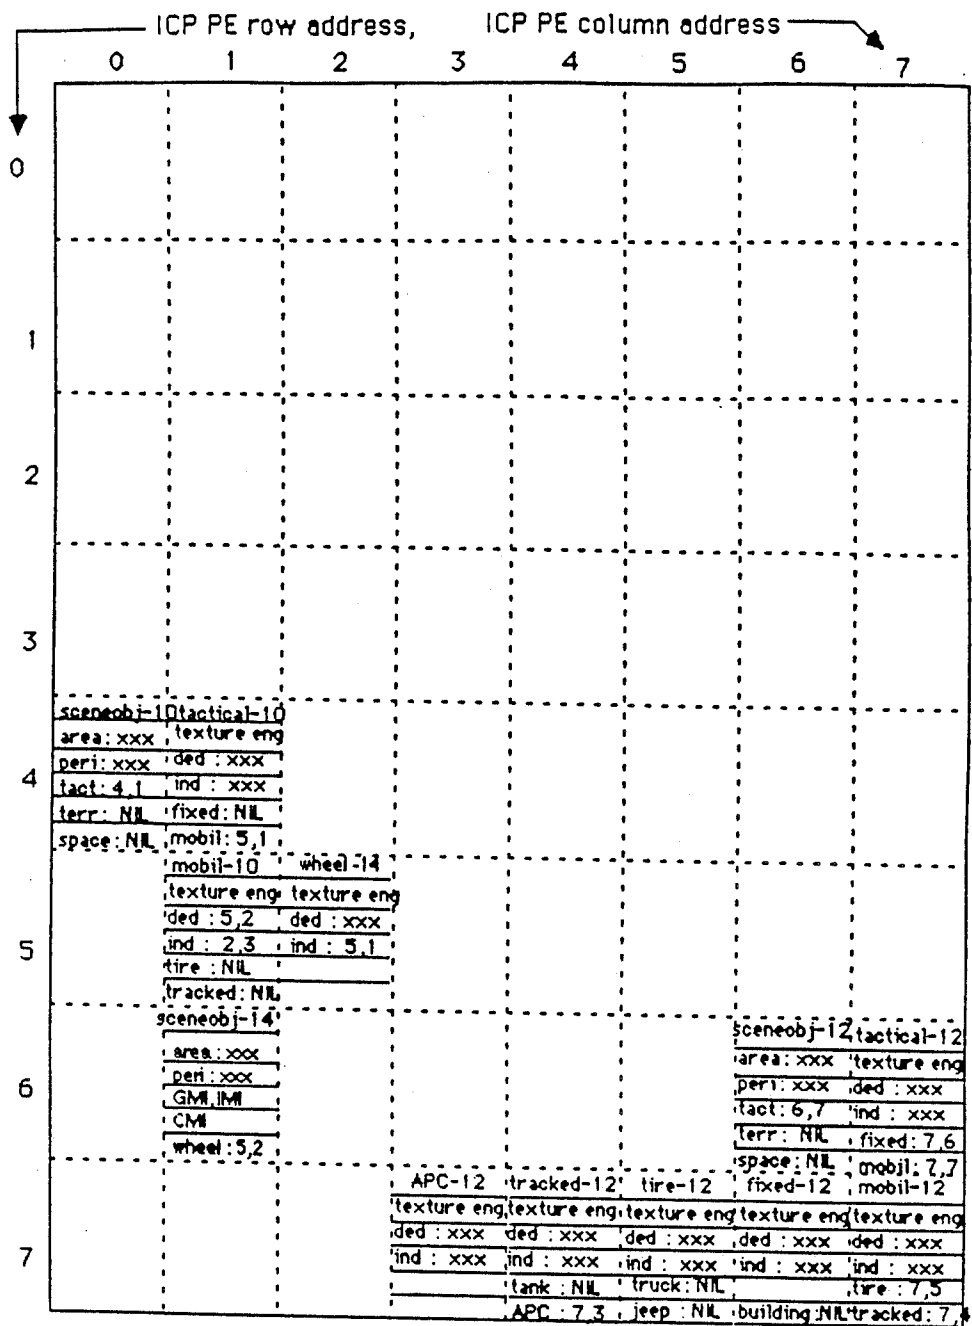 ICP PE row address, ICP PE column address
0 1 2 3 4 5 6 7
0
1
2
3
4
sceneobj-10
area: xxx
peri: xxx
tact: 4,1
terr: NIL
space: NIL
tactical-10
texture eng
ded : xxx
ind : xxx
fixed: NIL
mobil: 5,1
5
mobil-10
texture eng
ded : 5,2
ind : 2,3
tire : NIL
tracked: NIL
wheel-14
texture eng
ded : xxx
ind : 5,1
6
sceneobj-14
area : xxx
peri : xxx
GMI, IMI
CMI
wheel : 5,2
sceneobj-12
area: xxx
peri: xxx
tact: 6,7
terr: NIL
space: NIL
tactical-12
texture eng
ded : xxx
ind : xxx
fixed: 7,6
mobil: 7,7
7
APC-12
texture eng
ded : xxx
ind : xxx
tracked-12
texture eng
ded : xxx
ind : xxx
tank : NIL
APC : 7,3
tire-12
texture eng
ded : xxx
ind : xxx
truck: NIL
jeep : NIL
fixed-12
texture eng
ded : xxx
ind : xxx
building: NIL
mobil-12
texture eng
ded : xxx
ind : xxx
tire : 7,5
tracked: 7,4